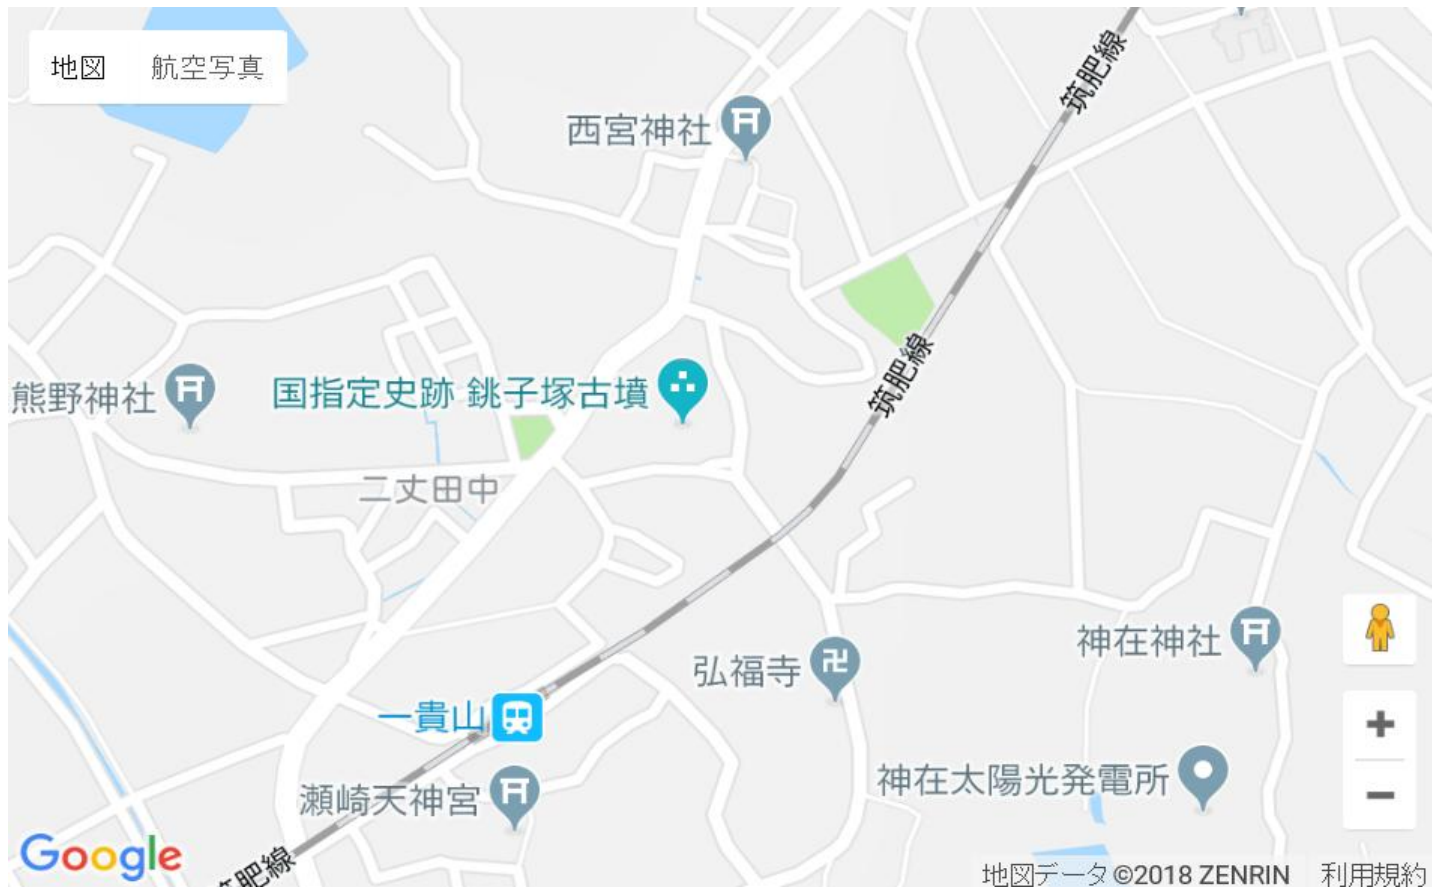 地図 航空写真
筑肥線
西宮神社
筑肥線
熊野神社
国指定史跡 銚子塚古墳
二丈田中
神在神社
弘福寺
一貴山
神在太陽光発電所
瀬崎天神宮
Google
筑肥線
地図データ ©2018 ZENRIN 利用規約